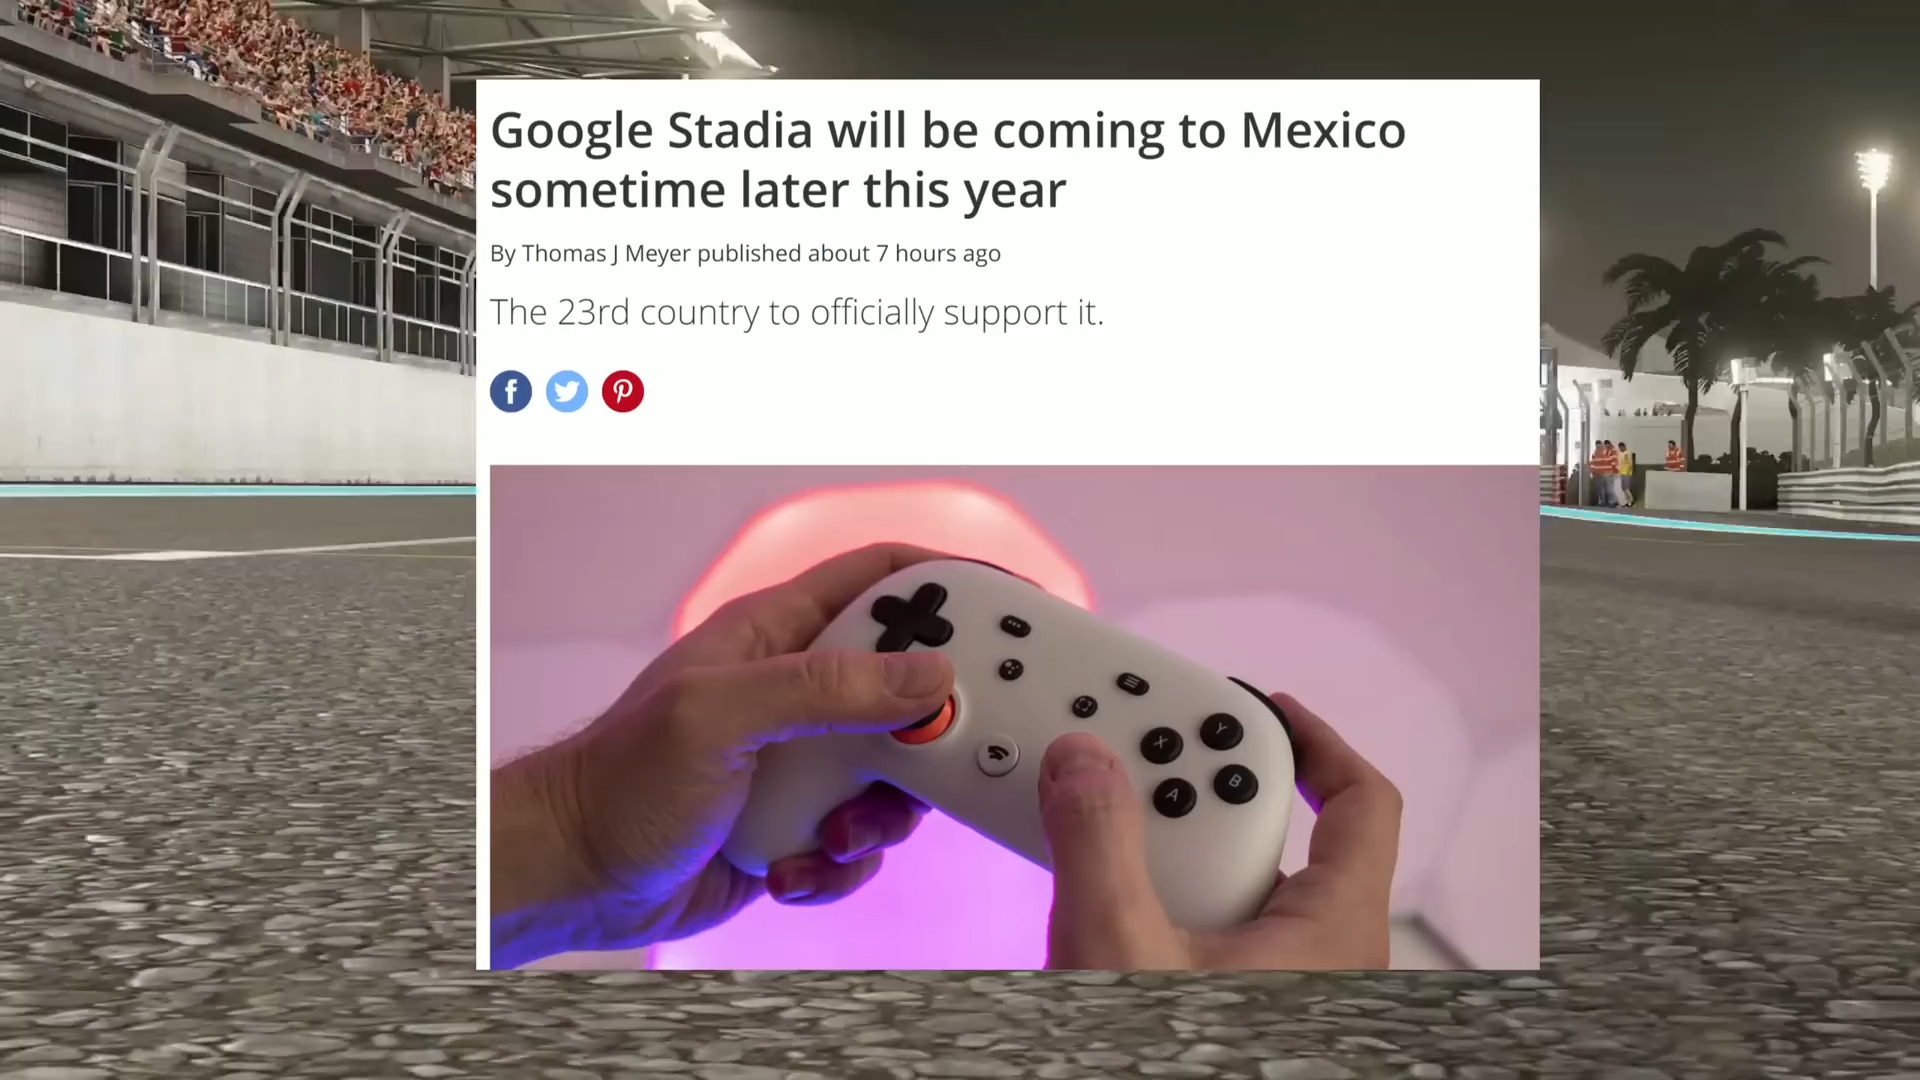 Google Stadia will be coming to Mexico
sometime later this year
By Thomas J Meyer published about 7 hours ago
The 23rd country to officially support it.
f
Y
X
B
A